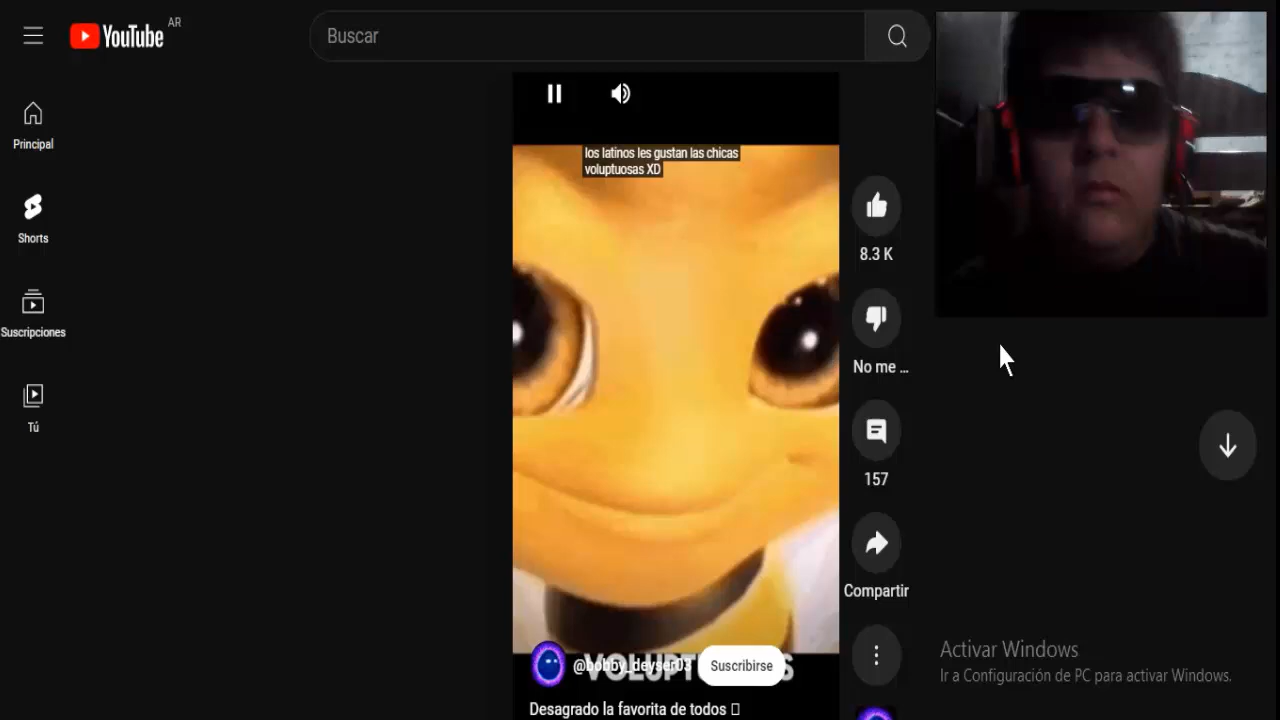 YouTube
AR
Buscar
Principal
Shorts
Suscripciones
Tú
los latinos les gustan las chicas
voluptuosas XD
8.3 K
No me ...
157
Compartir
@bobby_deyser03
Suscribirse
Desagrado la favorita de todos
Activar Windows
Ir a Configuración de PC para activar Windows.